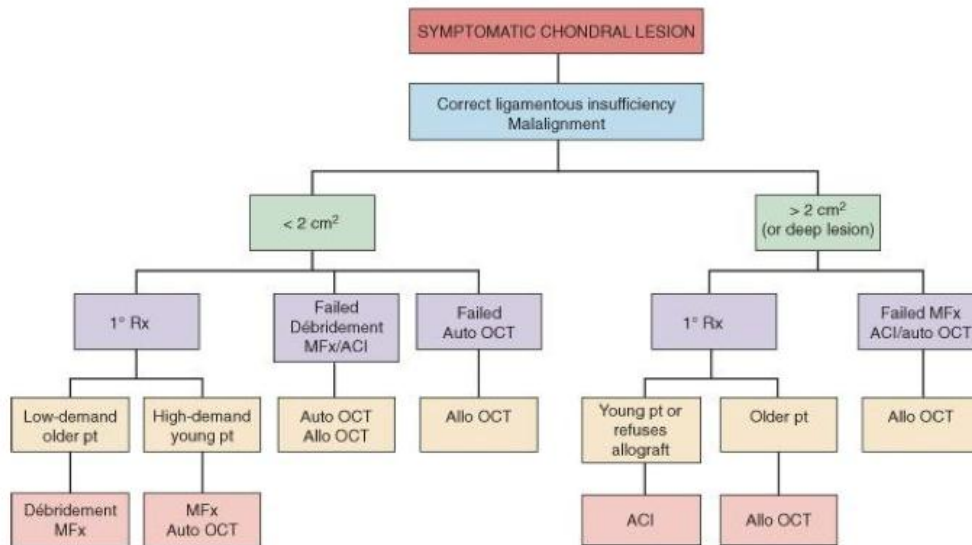 SYMPTOMATIC CHONDRAL LESION
Correct ligamentous insufficiency
Malalignment
< 2 cm²
> 2 cm²
(or deep lesion)
1° Rx
Failed
Débridement
MFx/ACI
Failed
Auto OCT
1° Rx
Failed MFx
ACI/auto OCT
Low-demand
older pt
High-demand
young pt
Auto OCT
Allo OCT
Allo OCT
Young pt or
refuses
allograft
Older pt
Allo OCT
Débridement
MFx
MFx
Auto OCT
ACI
Allo OCT